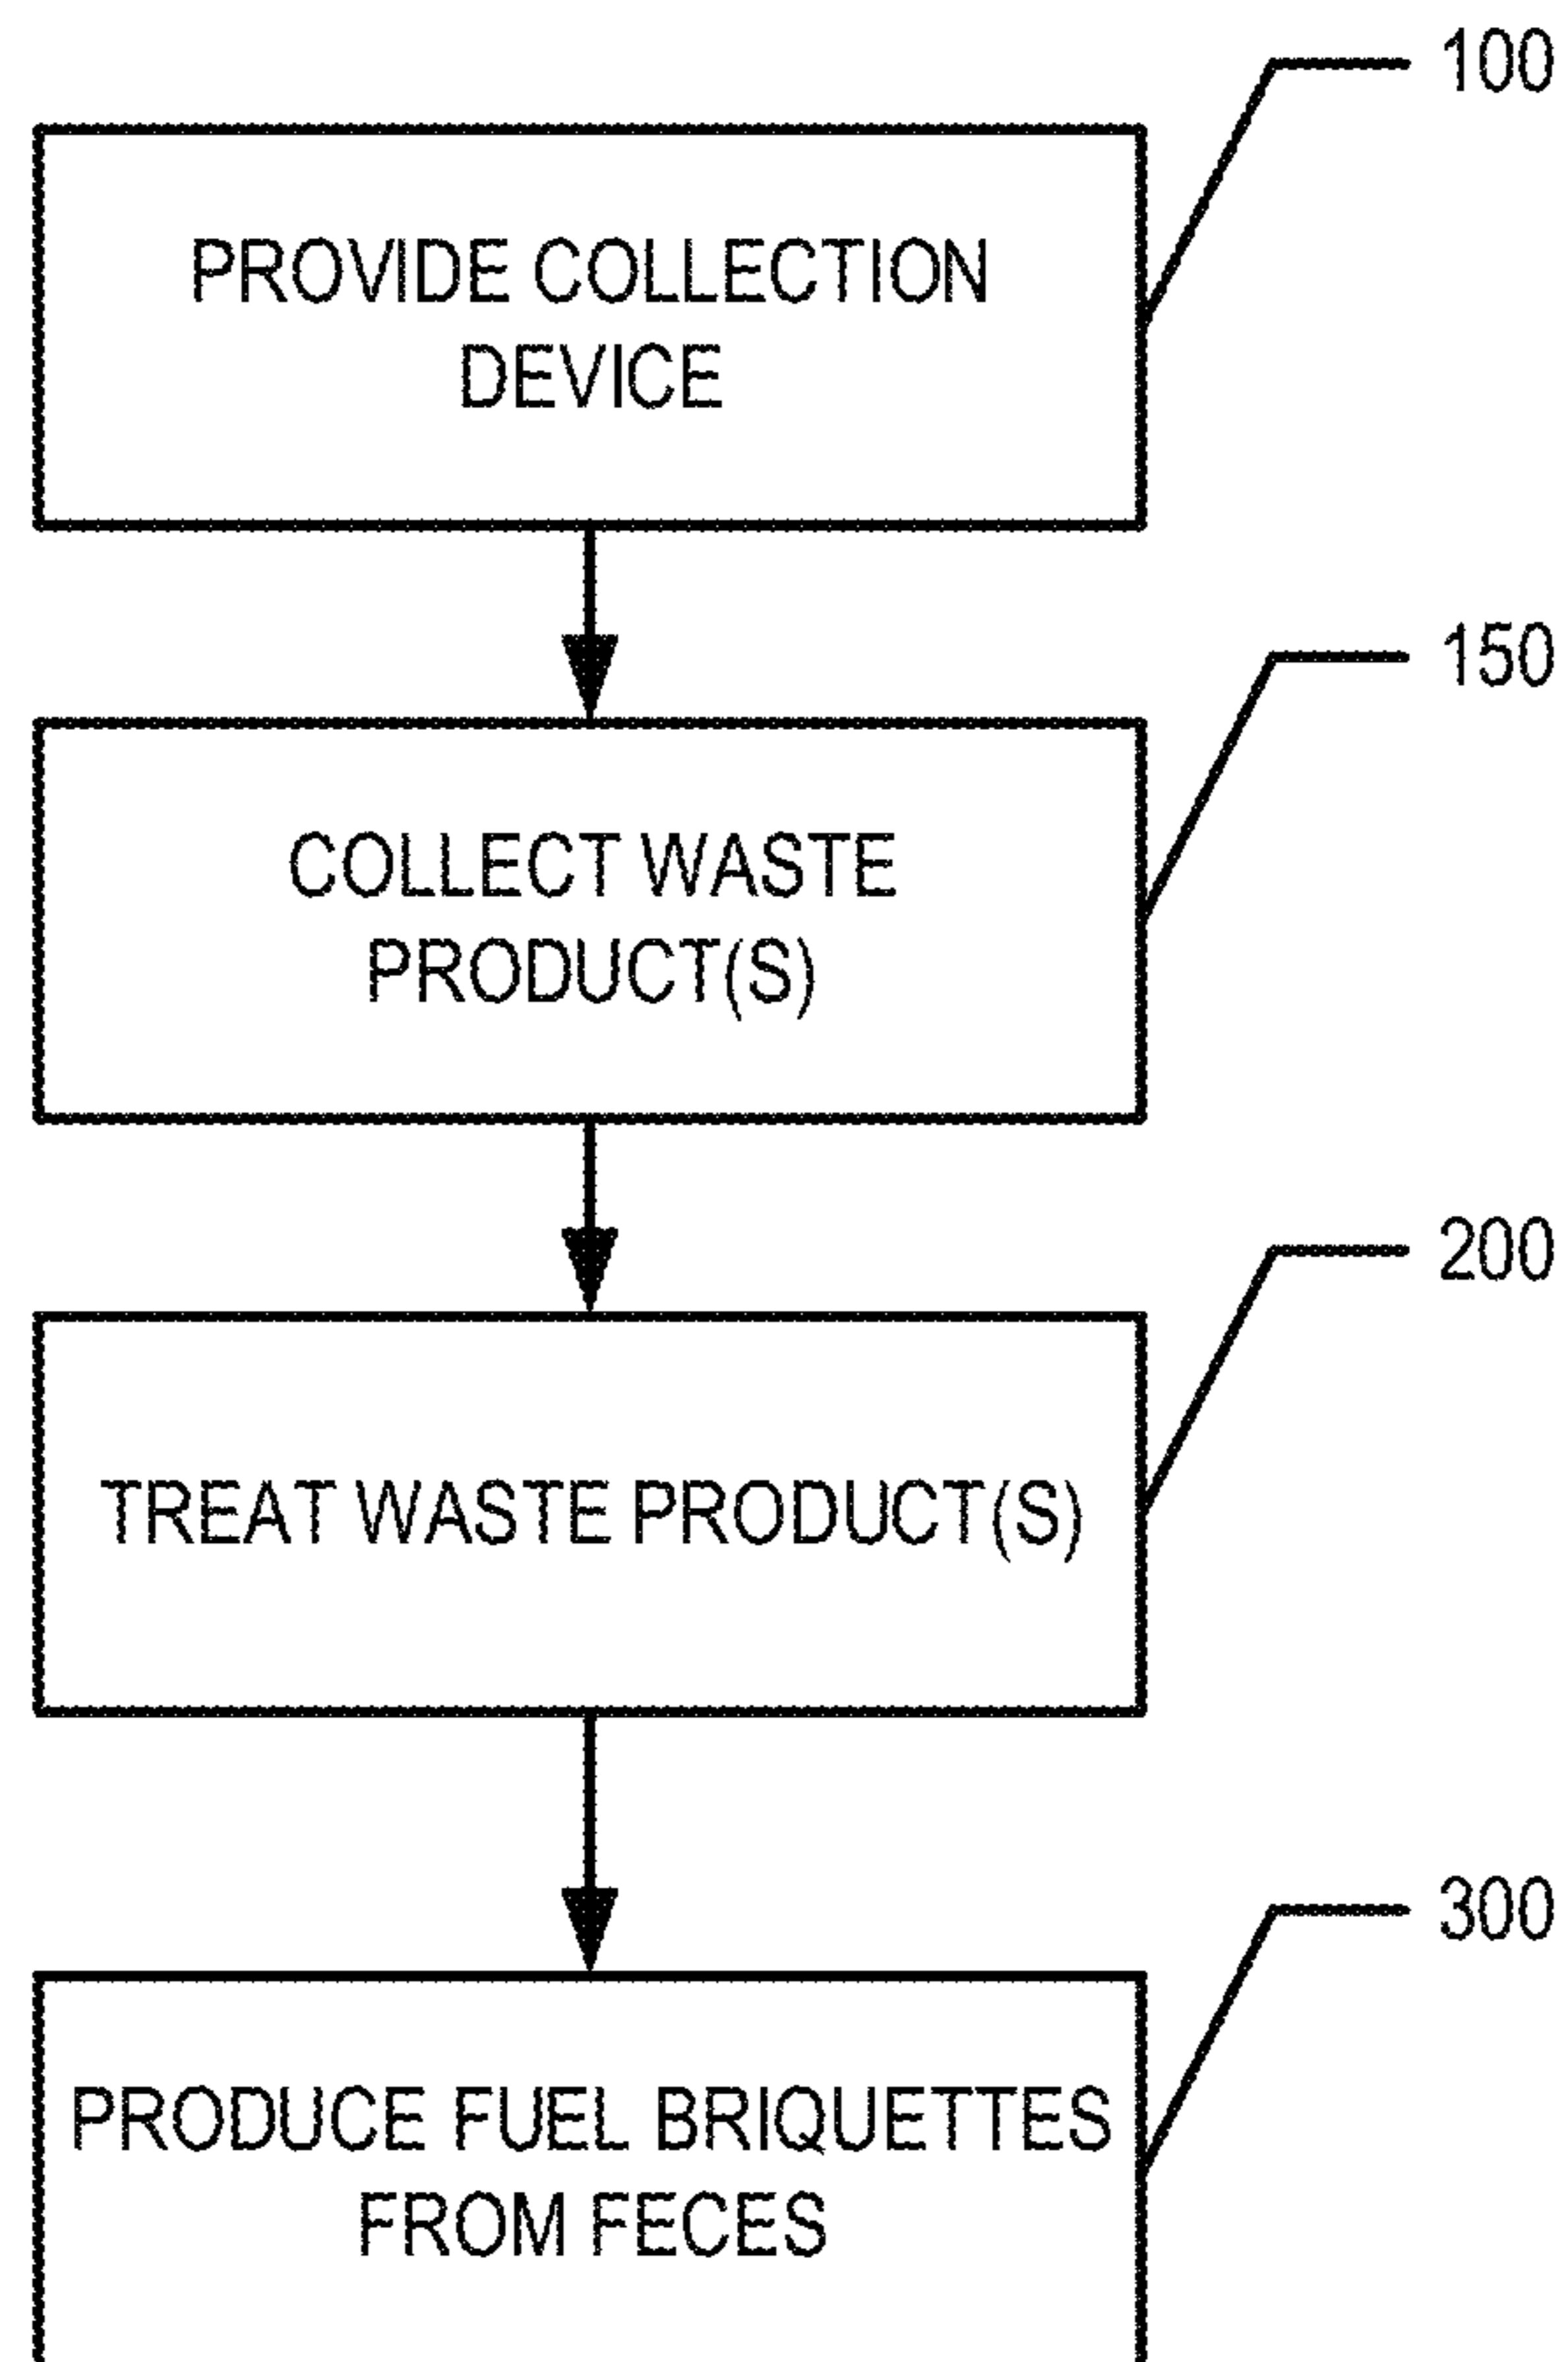 100
PROVIDE COLLECTION
DEVICE
150
COLLECT WASTE
PRODUCT(S)
200
TREAT WASTE PRODUCT(S)
300
PRODUCE FUEL BRIQUETTES
FROM FECES